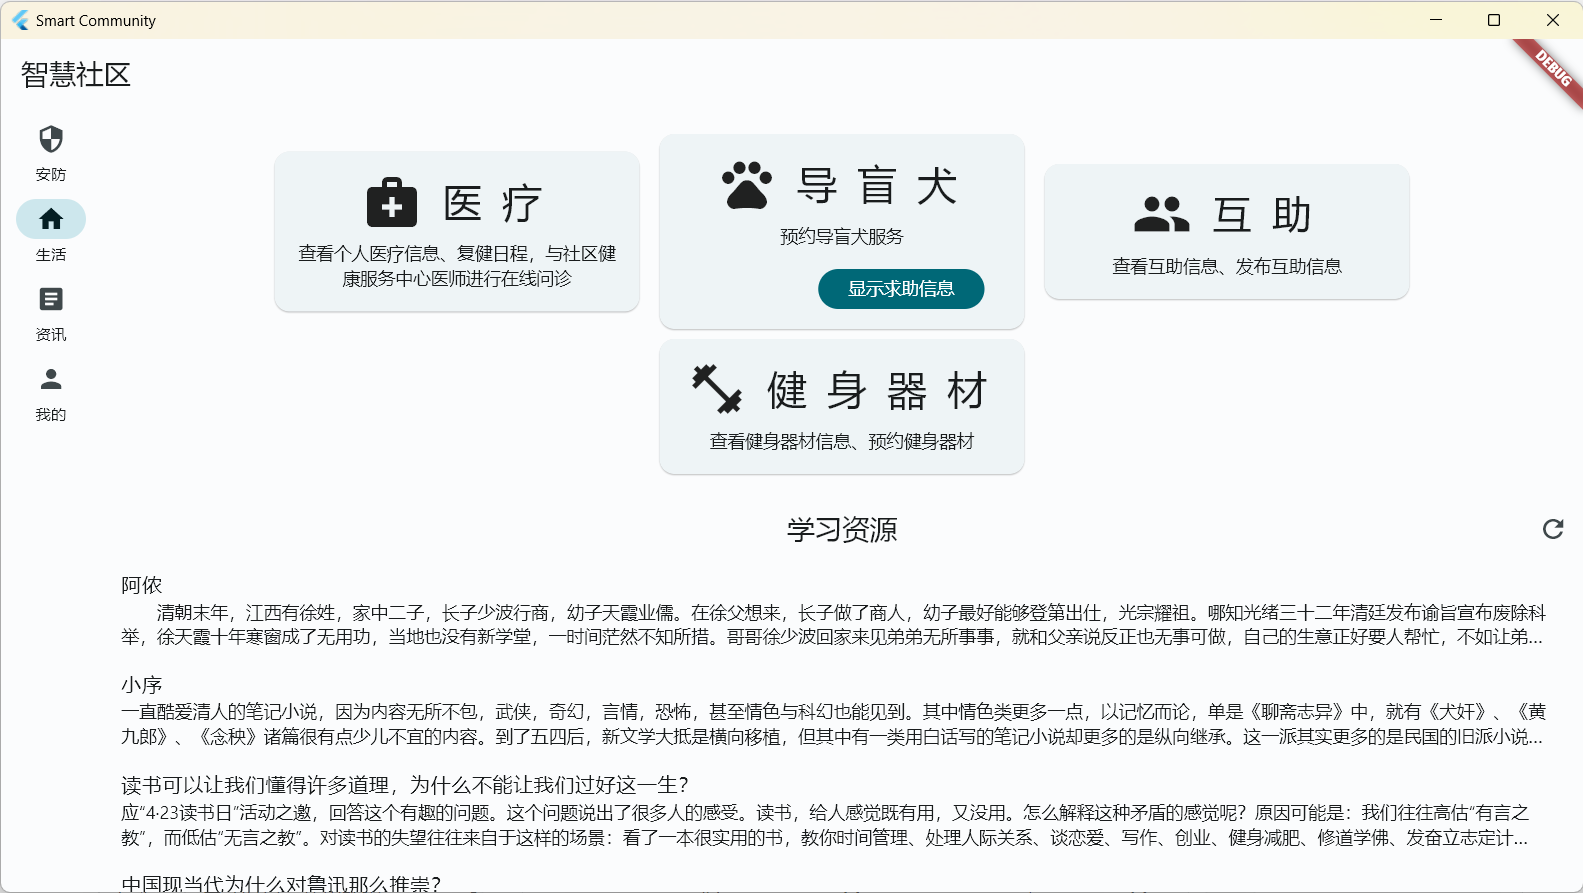 Smart Community
DEBUG
智慧社区
安防
生活
资讯
我的
医 疗
查看个人医疗信息、复健日程，与社区健
康服务中心医师进行在线问诊
导 盲 犬
预约导盲犬服务
显示求助信息
互 助
查看互助信息、发布互助信息
健 身 器 材
查看健身器材信息、预约健身器材
学习资源
阿侬
清朝末年，江西有徐姓，家中二子，长子少波行商，幼子天霞业儒。在徐父想来，长子做了商人，幼子最好能够登第出仕，光宗耀祖。哪知光绪三十二年清廷发布谕旨宣布废除科
举，徐天霞十年寒窗成了无用功，当地也没有新学堂，一时间茫然不知所措。哥哥徐少波回家来见弟弟无所事事，就和父亲说反正也无事可做，自己的生意正好要人帮忙，不如让弟…
小序
一直酷爱清人的笔记小说，因为内容无所不包，武侠，奇幻，言情，恐怖，甚至情色与科幻也能见到。其中情色类更多一点，以记忆而论，单是《聊斋志异》中，就有《犬奸》、《黄
九郎》、《念秧》诸篇很有点少儿不宜的内容。到了五四后，新文学大抵是横向移植，但其中有一类用白话写的笔记小说却更多的是纵向继承。这一派其实更多的是民国的旧派小说…
读书可以让我们懂得许多道理，为什么不能让我们过好这一生？
应“4·23读书日”活动之邀，回答这个有趣的问题。这个问题说出了很多人的感受。读书，给人感觉既有用，又没用。怎么解释这种矛盾的感觉呢？原因可能是：我们往往高估“有言之
教”，而低估“无言之教”。对读书的失望往往来自于这样的场景：看了一本很实用的书，教你时间管理、处理人际关系、谈恋爱、写作、创业、健身减肥、修道学佛、发奋立志定计…
中国现当代为什么对鲁迅那么推崇？